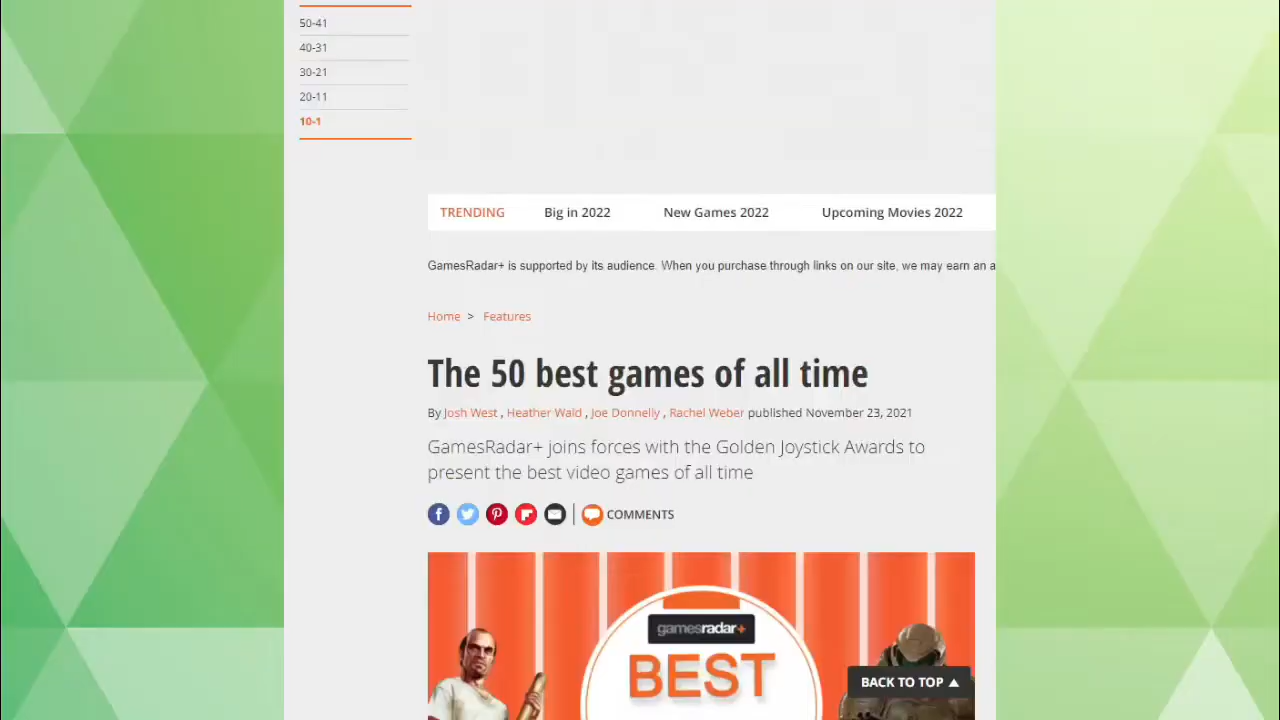 50-41
40-31
30-21
20-11
10-1
TRENDING Big in 2022 New Games 2022 Upcoming Movies 2022
GamesRadar+ is supported by its audience. When you purchase through links on our site, we may earn an a
Home > Features
The 50 best games of all time
By Josh West , Heather Wald , Joe Donnelly , Rachel Weber published November 23, 2021
GamesRadar+ joins forces with the Golden Joystick Awards to
present the best video games of all time
COMMENTS
gamesradar+
BEST
BACK TO TOP